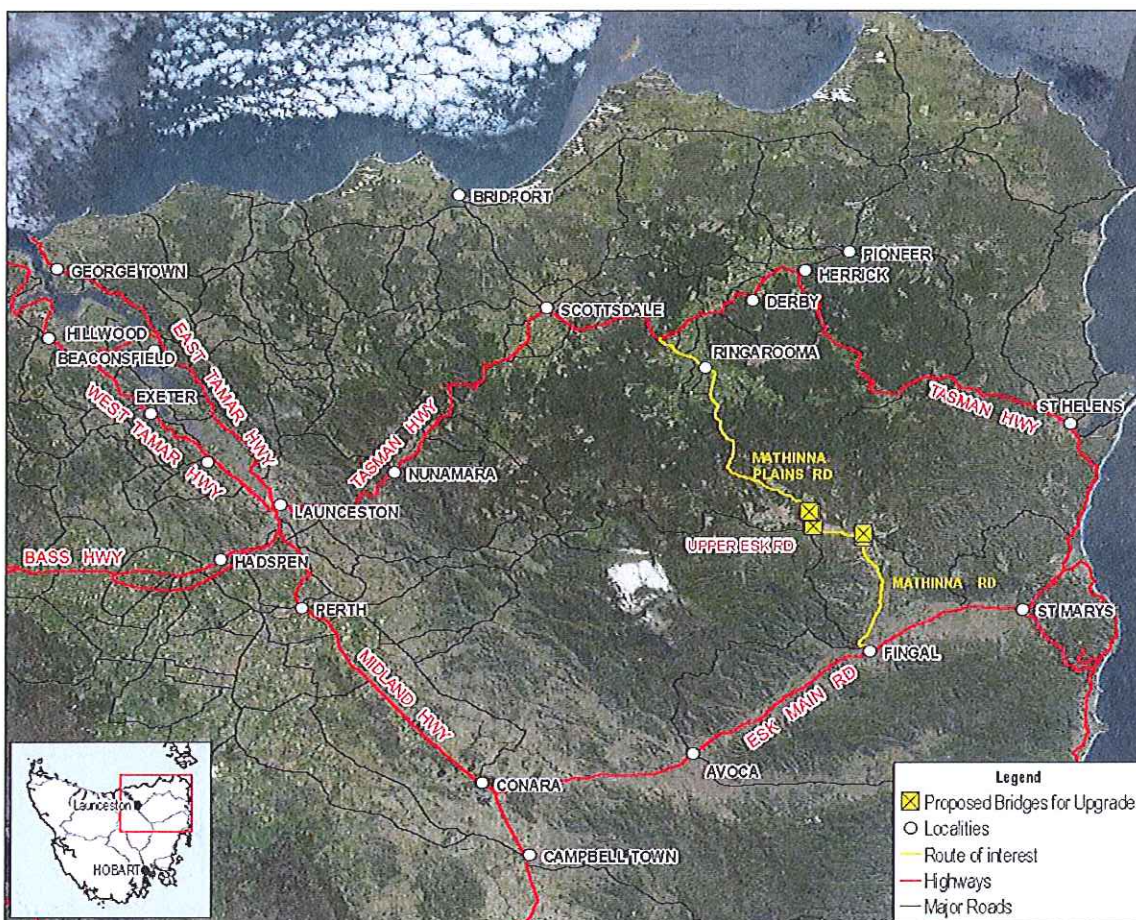 BRIDPORT
GEORGE TOWN
PIONEER
HERRICK
DERBY
SCOTTSDALE
HILLWOOD
BEACONSFIELD
EAST TAMAR HWY
RINGAROOMA
EXETER
WEST TAMAR HWY
TASMAN HWY
TASMAN HWY
ST HELENS
MATHINNA
PLAINS RD
NUNAMARA
LAUNCESTON
UPPER ESK RD
BASS HWY
HADSPEN
MATHINNA RD
PERTH
ST MARYS
FINGAL
MIDLAND HWY
ESK MAIN RD
AVOCA
CONARA
CAMPBELL TOWN
Launceston
HOBART
Legend
Proposed Bridges for Upgrade
Localities
Route of interest
Highways
Major Roads